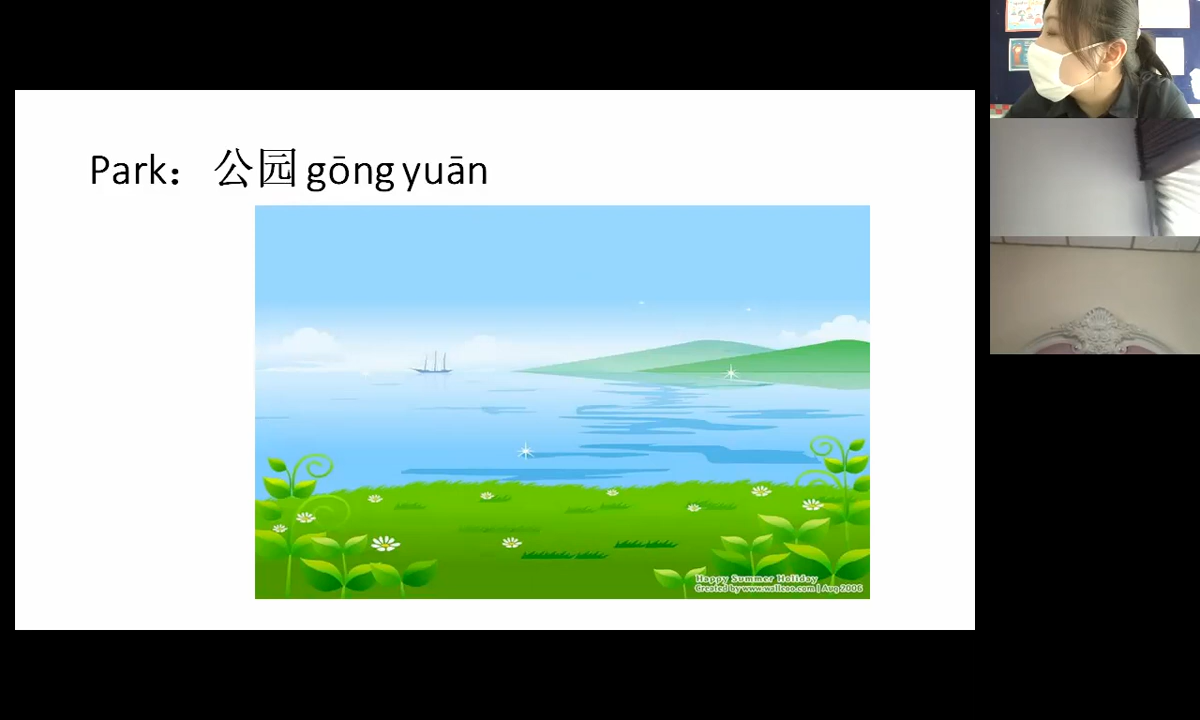 Park：公园 gōng yuān
Happy Summer Holiday
Created by www.wallcoo.com | Aug 2006